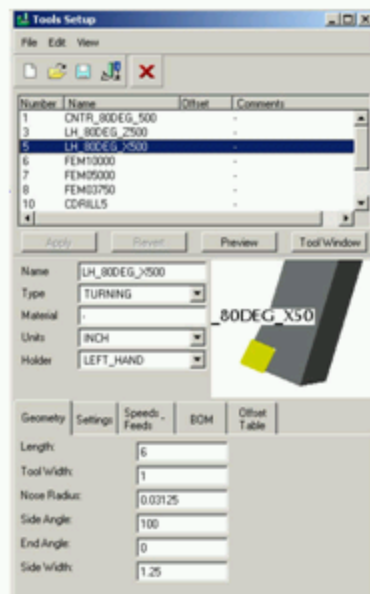 Tools Setup
File Edit View
Number Name Offset Comments
1 CNTR_80DEG_500 -
3 LH_80DEG_Z500 -
5 LH_80DEG_X500 -
6 FEM10000 -
7 FEM05000 -
8 FEM03750 -
10 CDRILL5 -
Apply Revert Preview Tool Window
Name LH_80DEG_X500
Type TURNING
Material -
_80DEG_X50
Units INCH
Holder LEFT_HAND
Geometry Settings Speeds Feeds BOM Offset Table
Length: 6
Tool Width: 1
Nose Radius: 0.03125
Side Angle: 100
End Angle: 0
Side Width: 1.25